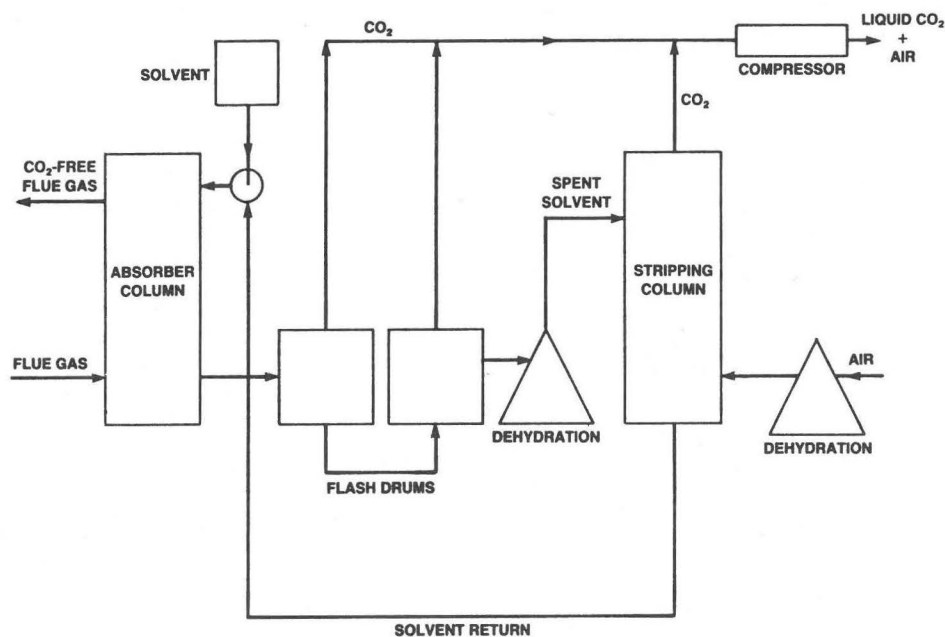 LIQUID CO₂
+
AIR
CO₂
COMPRESSOR
SOLVENT
CO₂
CO₂-FREE
FLUE GAS
SPENT
SOLVENT
ABSORBER
COLUMN
STRIPPING
COLUMN
FLUE GAS
AIR
DEHYDRATION
DEHYDRATION
FLASH DRUMS
SOLVENT RETURN